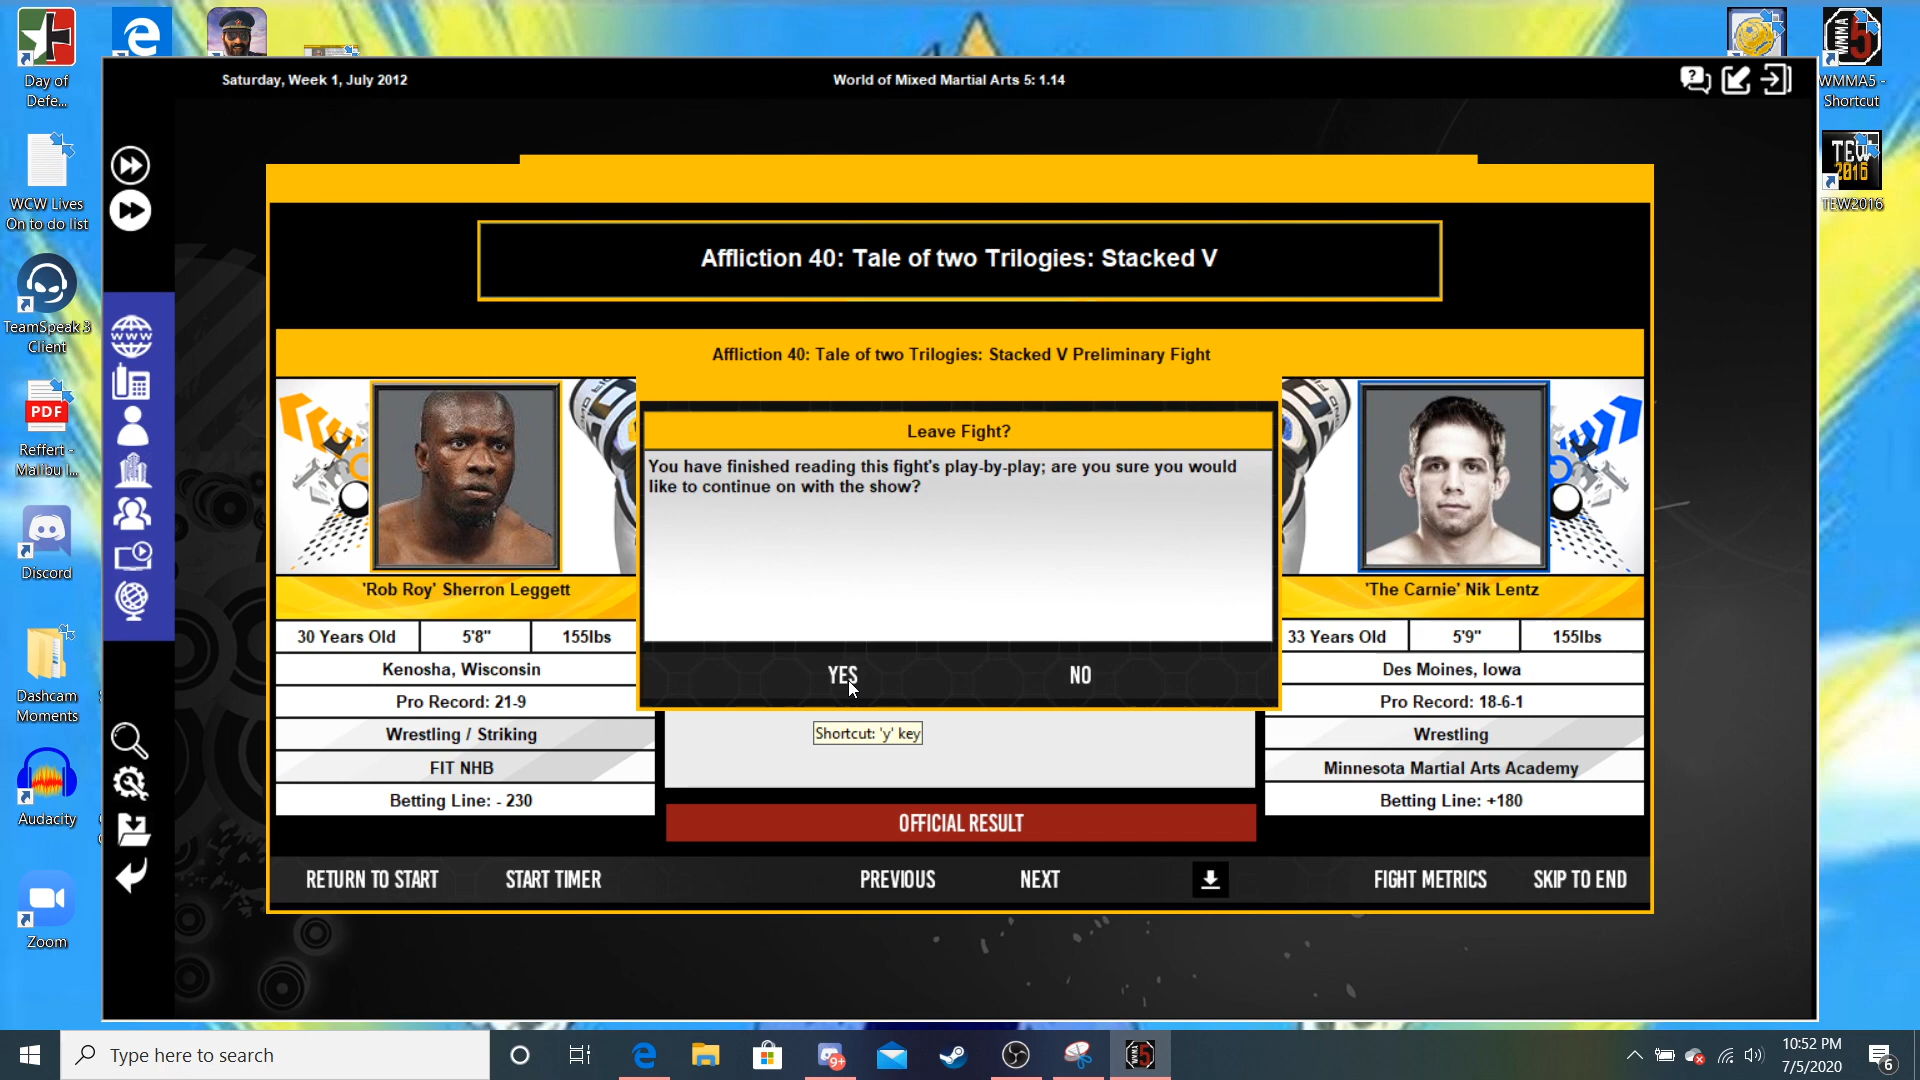 Saturday, Week 1, July 2012
World of Mixed Martial Arts 5: 1.14
Day of
Defe...
WCW Lives
On to do list
TeamSpeak 3
Client
PDF
Reffert -
Malibu I...
Discord
Dashcam
Moments
Audacity
Zoom
WMMA5 -
Shortcut
TEW
2016
TEW2016
WWW
Affliction 40: Tale of two Trilogies: Stacked V
Affliction 40: Tale of two Trilogies: Stacked V Preliminary Fight
'Rob Roy' Sherron Leggett
30 Years Old
5'8"
155lbs
Kenosha, Wisconsin
Pro Record: 21-9
Wrestling / Striking
FIT NHB
Betting Line: - 230
Leave Fight?
You have finished reading this fight's play-by-play; are you sure you would
like to continue on with the show?
YES
NO
Shortcut: 'y' key
'The Carnie' Nik Lentz
33 Years Old
5'9"
155lbs
Des Moines, Iowa
Pro Record: 18-6-1
Wrestling
Minnesota Martial Arts Academy
Betting Line: +180
OFFICIAL RESULT
RETURN TO START
START TIMER
PREVIOUS
NEXT
FIGHT METRICS
SKIP TO END
Type here to search
9+
10:52 PM
7/5/2020
6